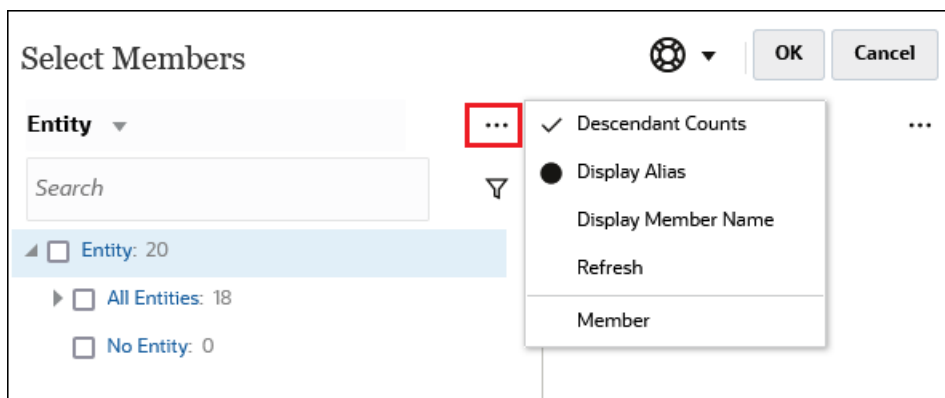 Select Members
OK
Cancel
Entity
Search
Entity: 20
All Entities: 18
No Entity: 0
Descendant Counts
Display Alias
Display Member Name
Refresh
Member